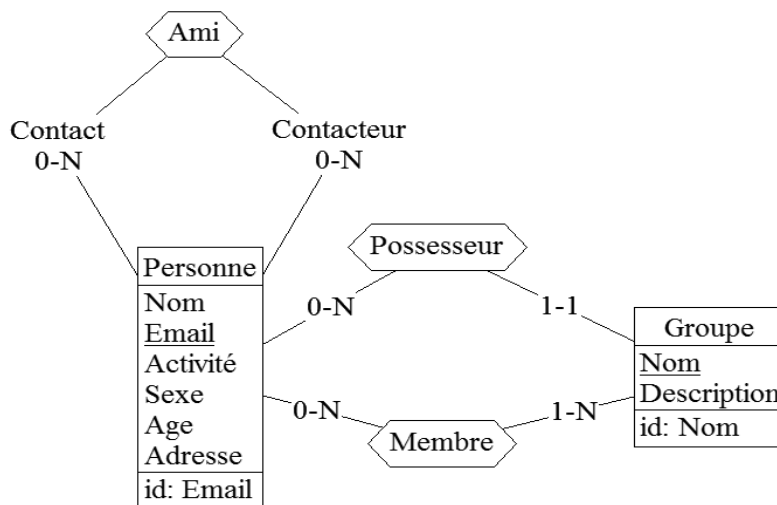 Ami
Contact
0-N
Contacteur
0-N
Possesseur
0-N
1-1
Personne
Nom
Email
Activité
Sexe
Age
Adresse
id: Email
Groupe
Nom
Description
id: Nom
0-N
1-N
Membre